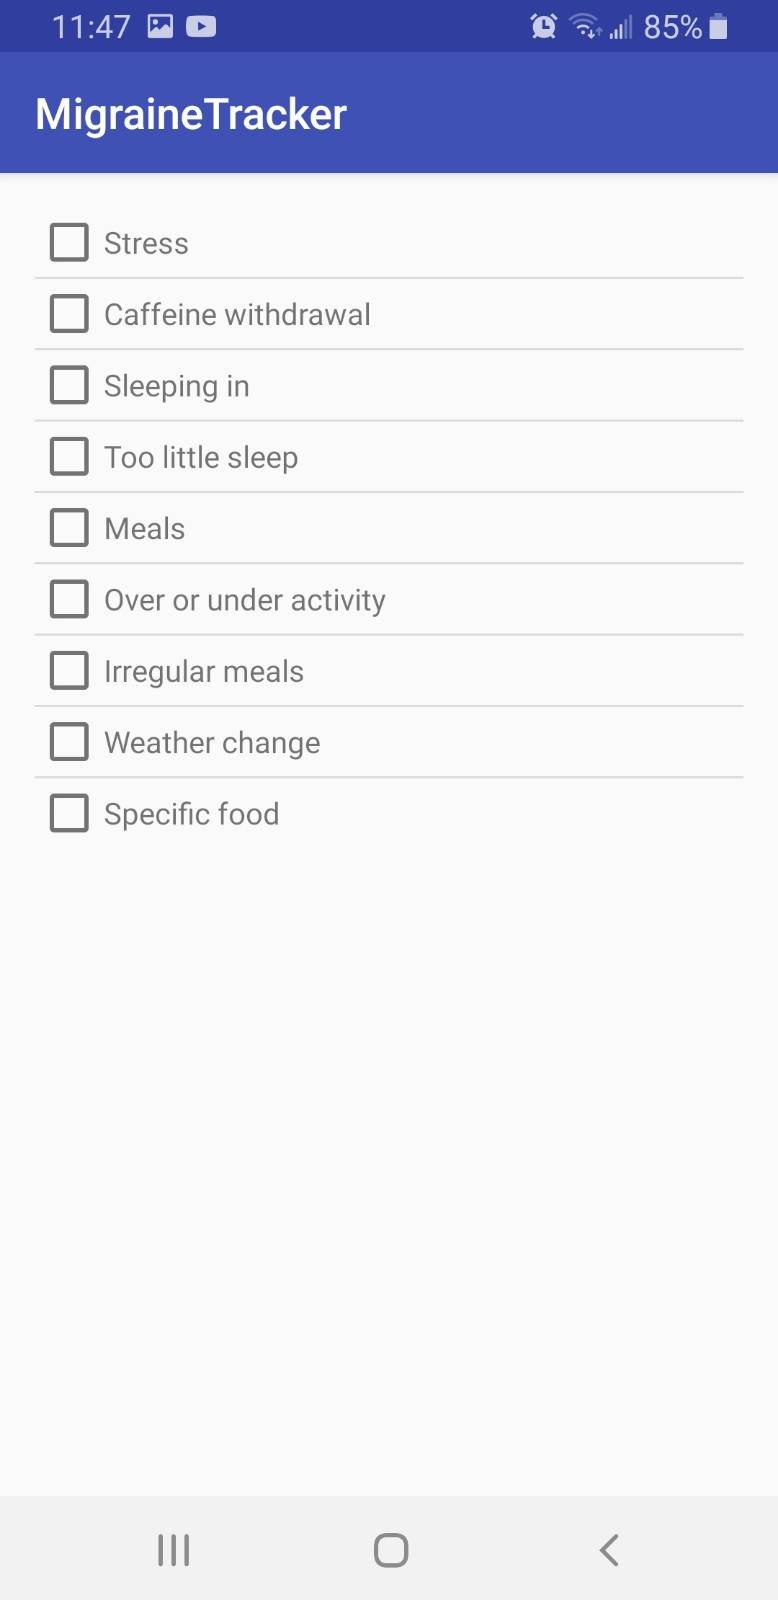 11:47 85%
MigraineTracker
Stress
Caffeine withdrawal
Sleeping in
Too little sleep
Meals
Over or under activity
Irregular meals
Weather change
Specific food